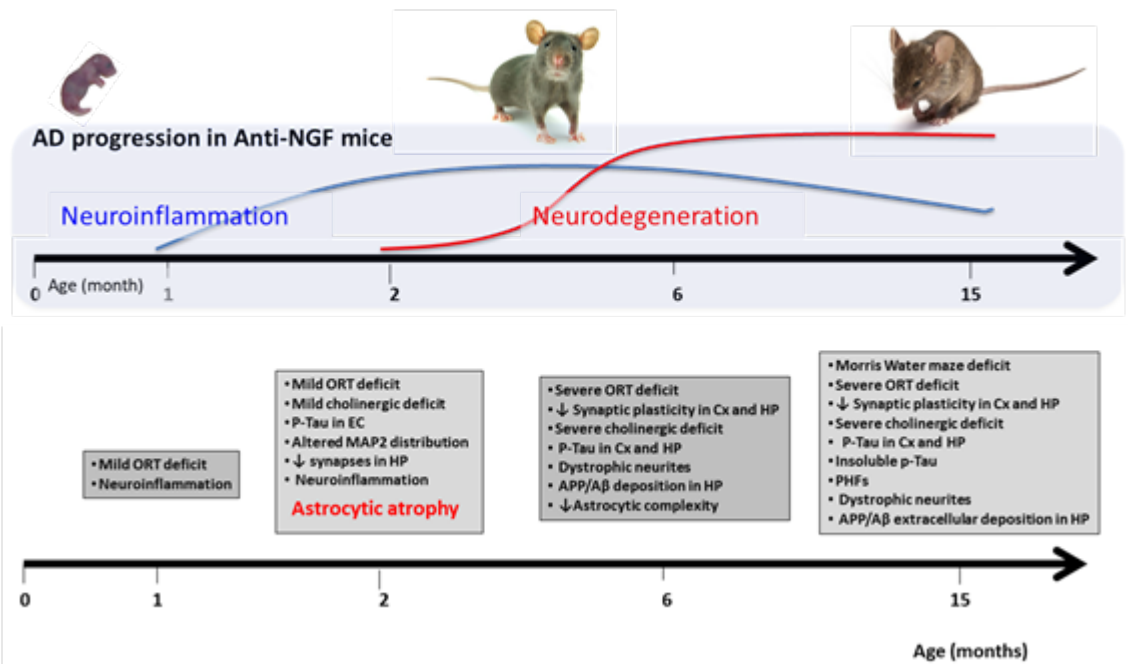 AD progression in Anti-NGF mice
Neuroinflammation
Neurodegeneration
0 Age (month) 1 2 6 15
• Mild ORT deficit
• Neuroinflammation
• Mild ORT deficit
• Mild cholinergic deficit
• P-Tau in EC
• Altered MAP2 distribution
• ↓ synapses in HP
• Neuroinflammation
Astrocytic atrophy
• Severe ORT deficit
• ↓ Synaptic plasticity in Cx and HP
• Severe cholinergic deficit
• P-Tau in Cx and HP
• Dystrophic neurites
• APP/Aβ deposition in HP
• ↓Astrocytic complexity
• Morris Water maze deficit
• Severe ORT deficit
• ↓ Synaptic plasticity in Cx and HP
• Severe cholinergic deficit
• P-Tau in Cx and HP
• Insoluble p-Tau
• PHFs
• Dystrophic neurites
• APP/Aβ extracellular deposition in HP
0 1 2 6 15
Age (months)